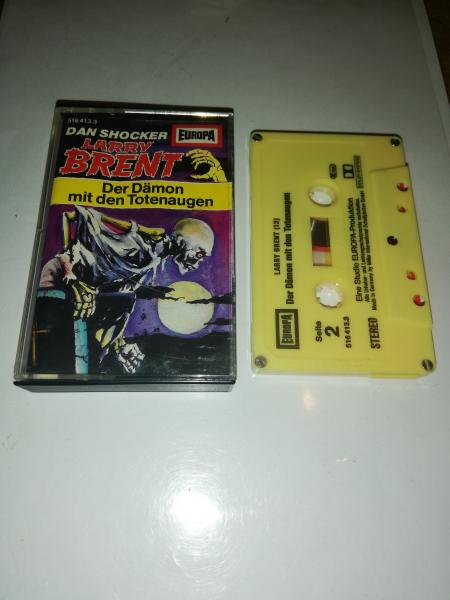 516 413.3
DAN SHOCKER
EUROPA
LARRY
BRENT
Der Dämon
mit den Totenaugen
EUROPA
Seite
2
516 413.3
LARRY BRENT (13)
Der Dämon mit den Totenaugen
STEREO
Eine Studio EUROPA-Produktion